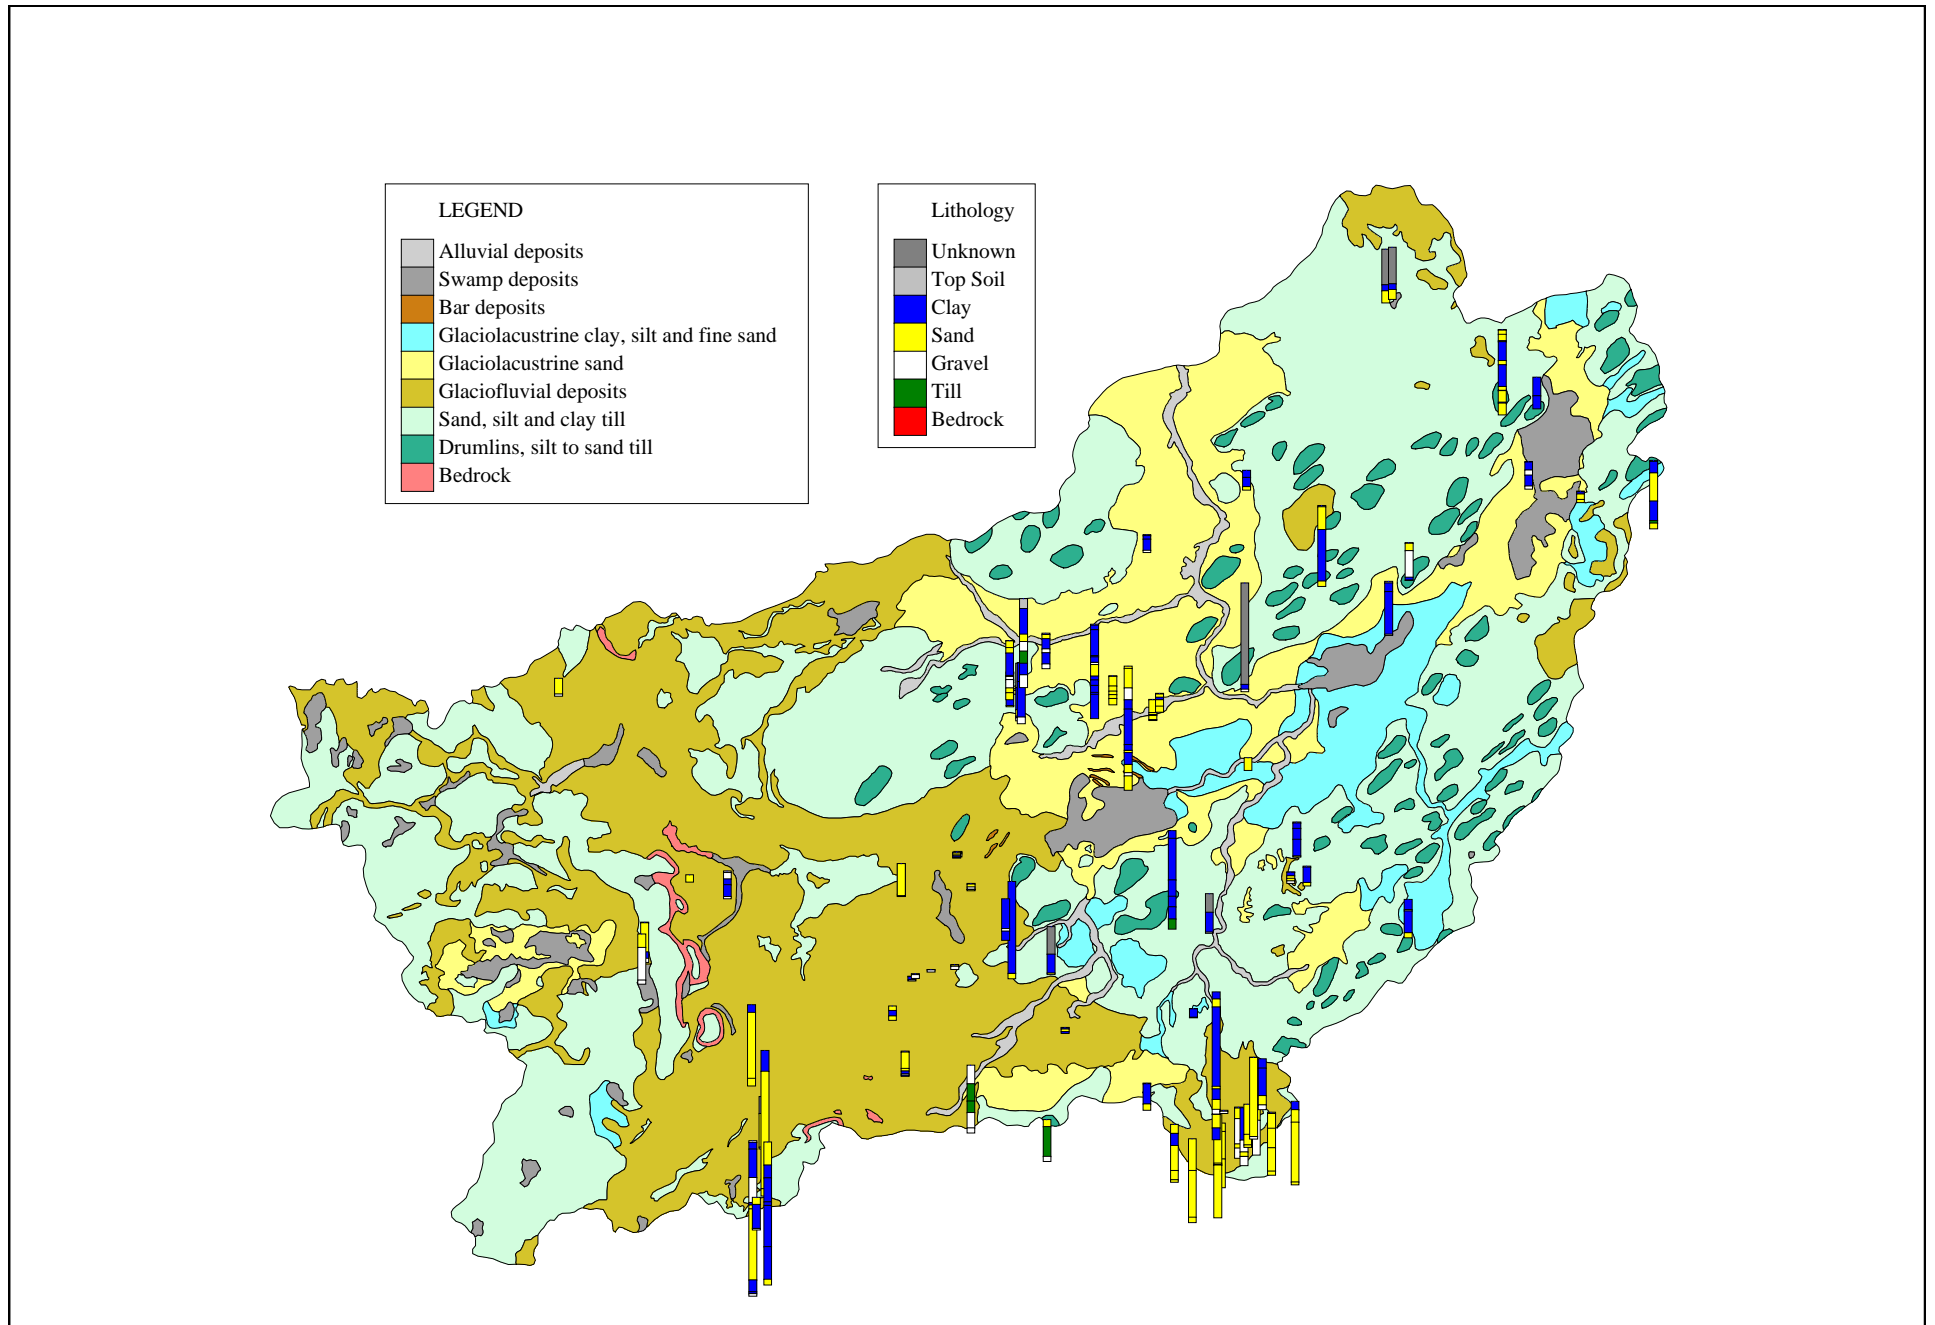 LEGEND
Alluvial deposits
Swamp deposits
Bar deposits
Glaciolacustrine clay, silt and fine sand
Glaciolacustrine sand
Glaciofluvial deposits
Sand, silt and clay till
Drumlins, silt to sand till
Bedrock
Lithology
Unknown
Top Soil
Clay
Sand
Gravel
Till
Bedrock